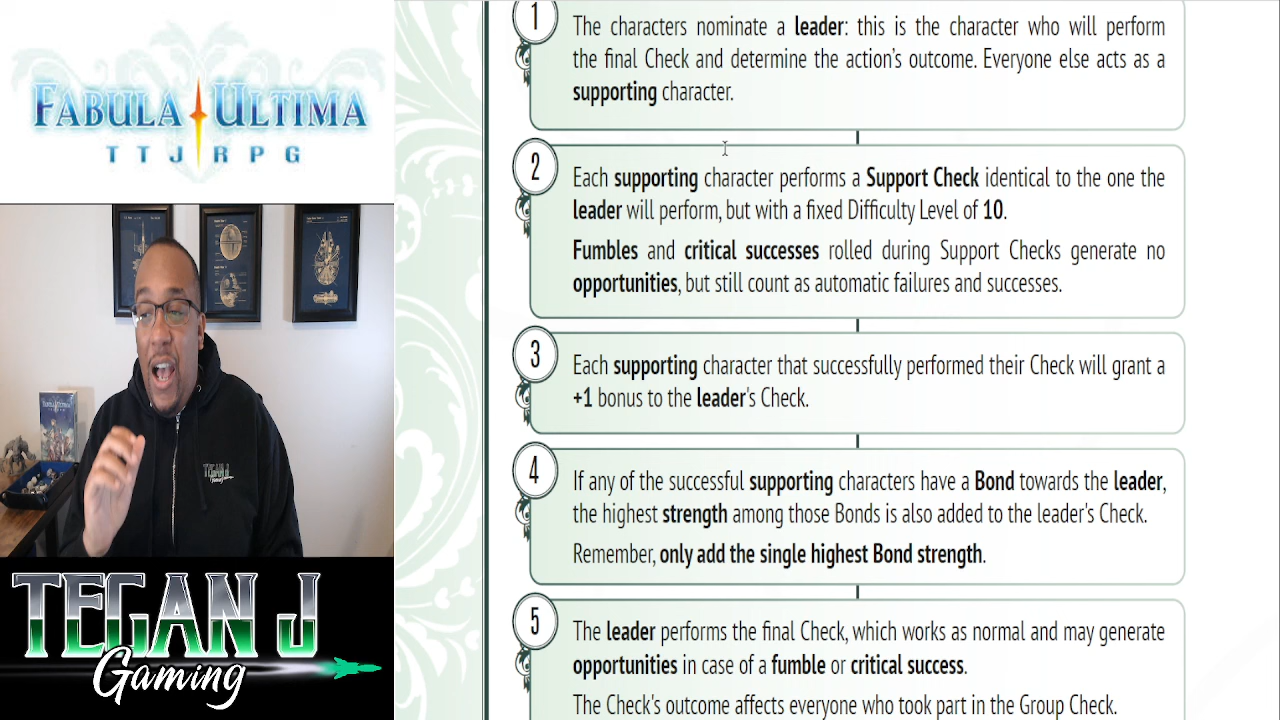 FABULA ULTIMA
TTJRPG
TEGAN J
TEGAN J
Gaming
1
The characters nominate a leader: this is the character who will perform
the final Check and determine the action's outcome. Everyone else acts as a
supporting character.
2
Each supporting character performs a Support Check identical to the one the
leader will perform, but with a fixed Difficulty Level of 10.
Fumbles and critical successes rolled during Support Checks generate no
opportunities, but still count as automatic failures and successes.
3
Each supporting character that successfully performed their Check will grant a
+1 bonus to the leader's Check.
4
If any of the successful supporting characters have a Bond towards the leader,
the highest strength among those Bonds is also added to the leader's Check.
Remember, only add the single highest Bond strength.
5
The leader performs the final Check, which works as normal and may generate
opportunities in case of a fumble or critical success.
The Check's outcome affects everyone who took part in the Group Check.